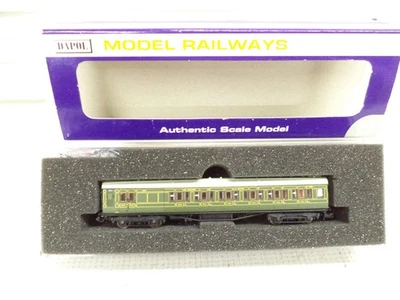 DAPOL MODEL RAILWAYS
Authentic Scale Model